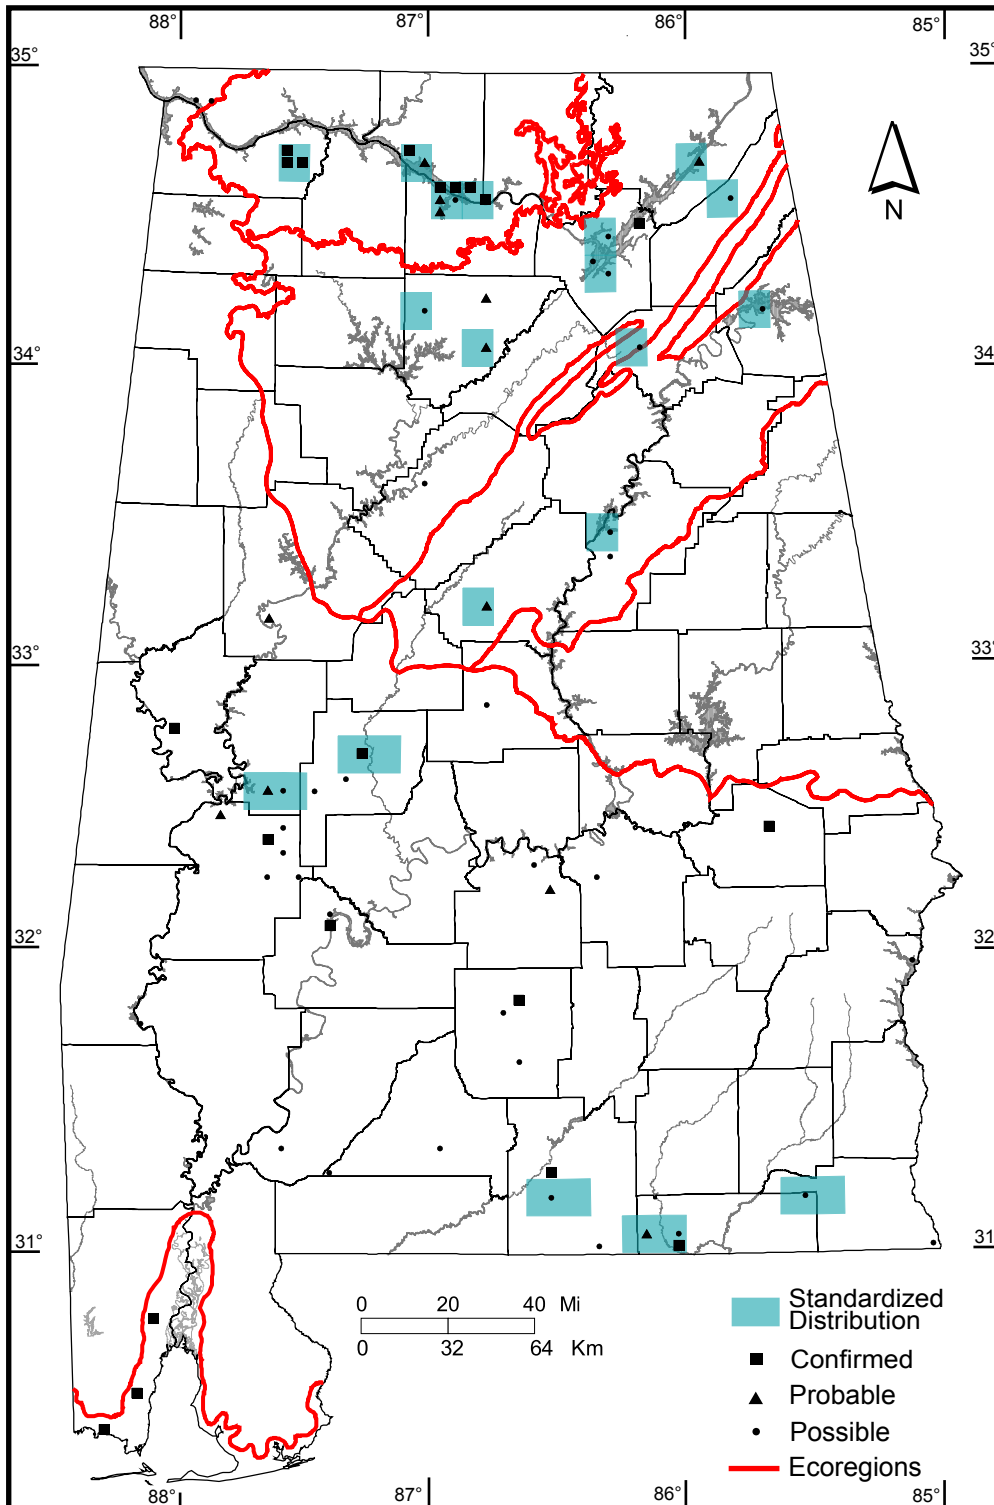 88° 87° 86° 85°
35° 35°
N
34° 34
33° 33°
32° 32
31° 31
0 20 40 Mi
0 32 64 Km
Standardized
Distribution
Confirmed
Probable
Possible
Ecoregions
88° 87° 86° 85°